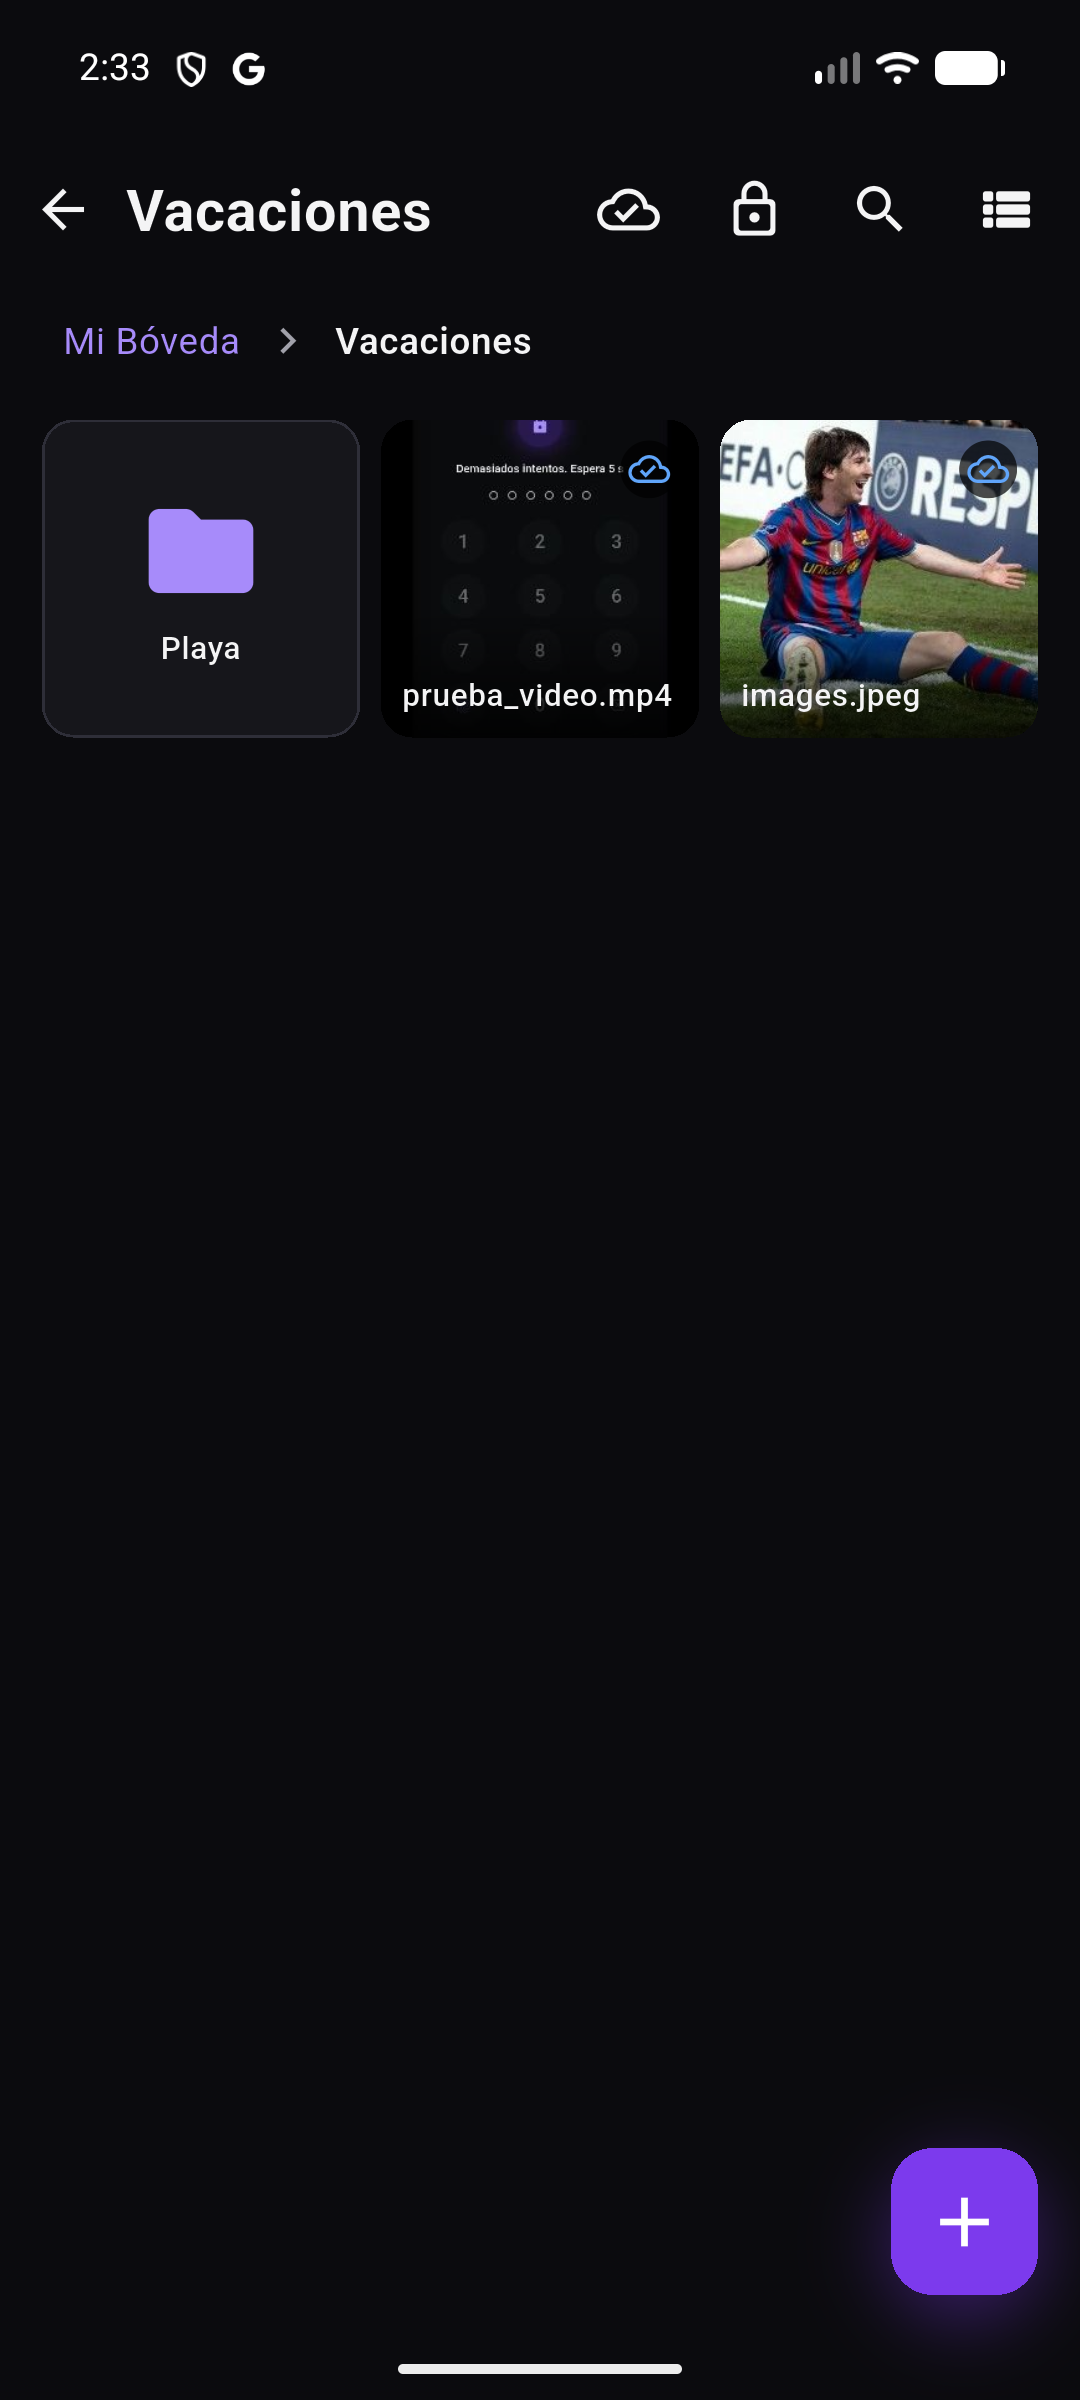 2:33
Vacaciones
Mi Bóveda > Vacaciones
Demasiados intentos. Espera 5 s
1 2 3
4 5 6
7 8 9
EFA
RESP
unicef
Playa
prueba_video.mp4
images.jpeg